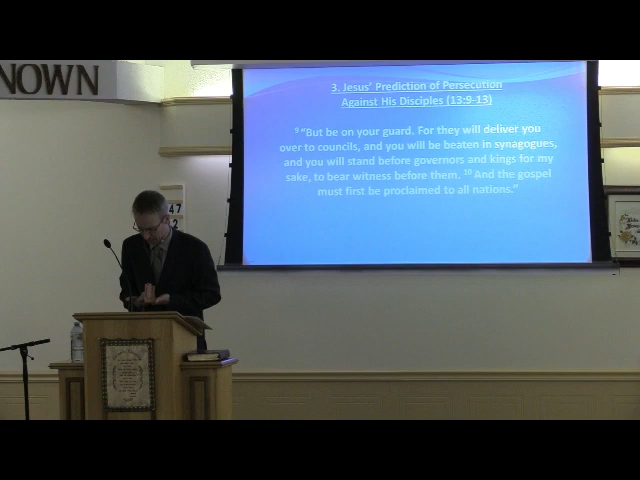 NOWN
3. Jesus' Prediction of Persecution
Against His Disciples (13:9-13)
9 "But be on your guard. For they will deliver you
over to councils, and you will be beaten in synagogues,
and you will stand before governors and kings for my
sake, to bear witness before them. 10 And the gospel
must first be proclaimed to all nations."
47
2